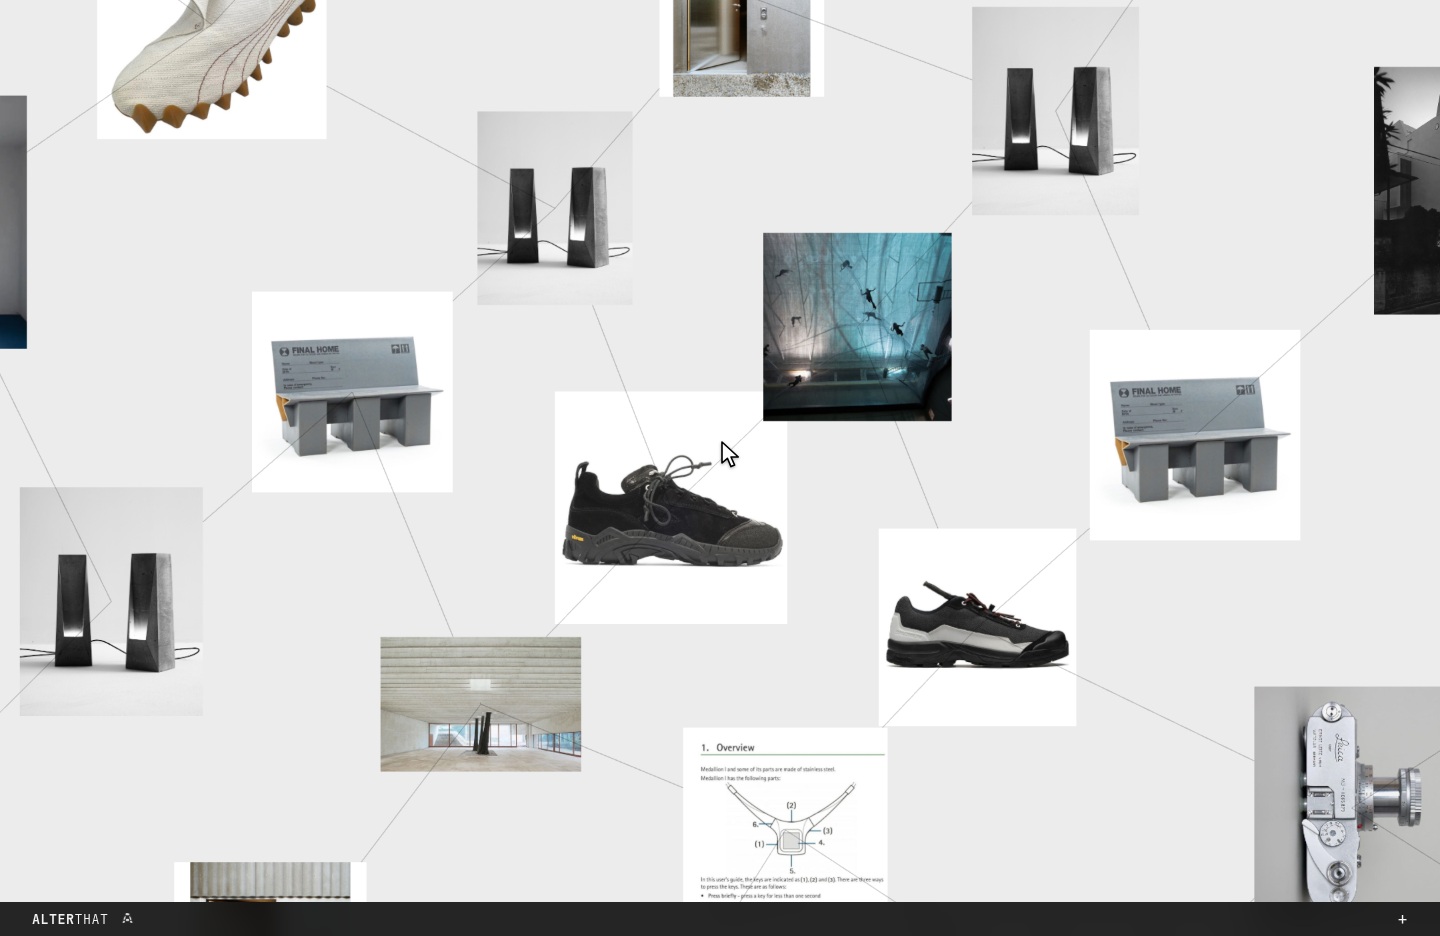 FINAL HOME
FINAL HOME
vibram
1. Overview
Medallion I and some of its parts are made of stainless steel.
Medallion I has the following parts:
(2)
6.
(3)
(1)
4.
5.
In this user's guide, the keys are indicated as (1), (2) and (3). There are three ways
to press the keys. These are as follows:
• Press briefly - press a key for less than one second
Leica
ALTERTHAT
+